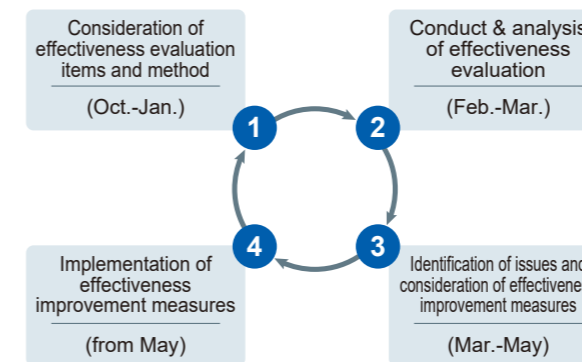 Consideration of
effectiveness evaluation
items and method
(Oct.-Jan.)
1
Conduct & analysis
of effectiveness
evaluation
(Feb.-Mar.)
2
Identification of issues and
consideration of
improvement measures
(Mar.-May)
3
Implementation of
effectiveness
improvement measures
(from May)
4